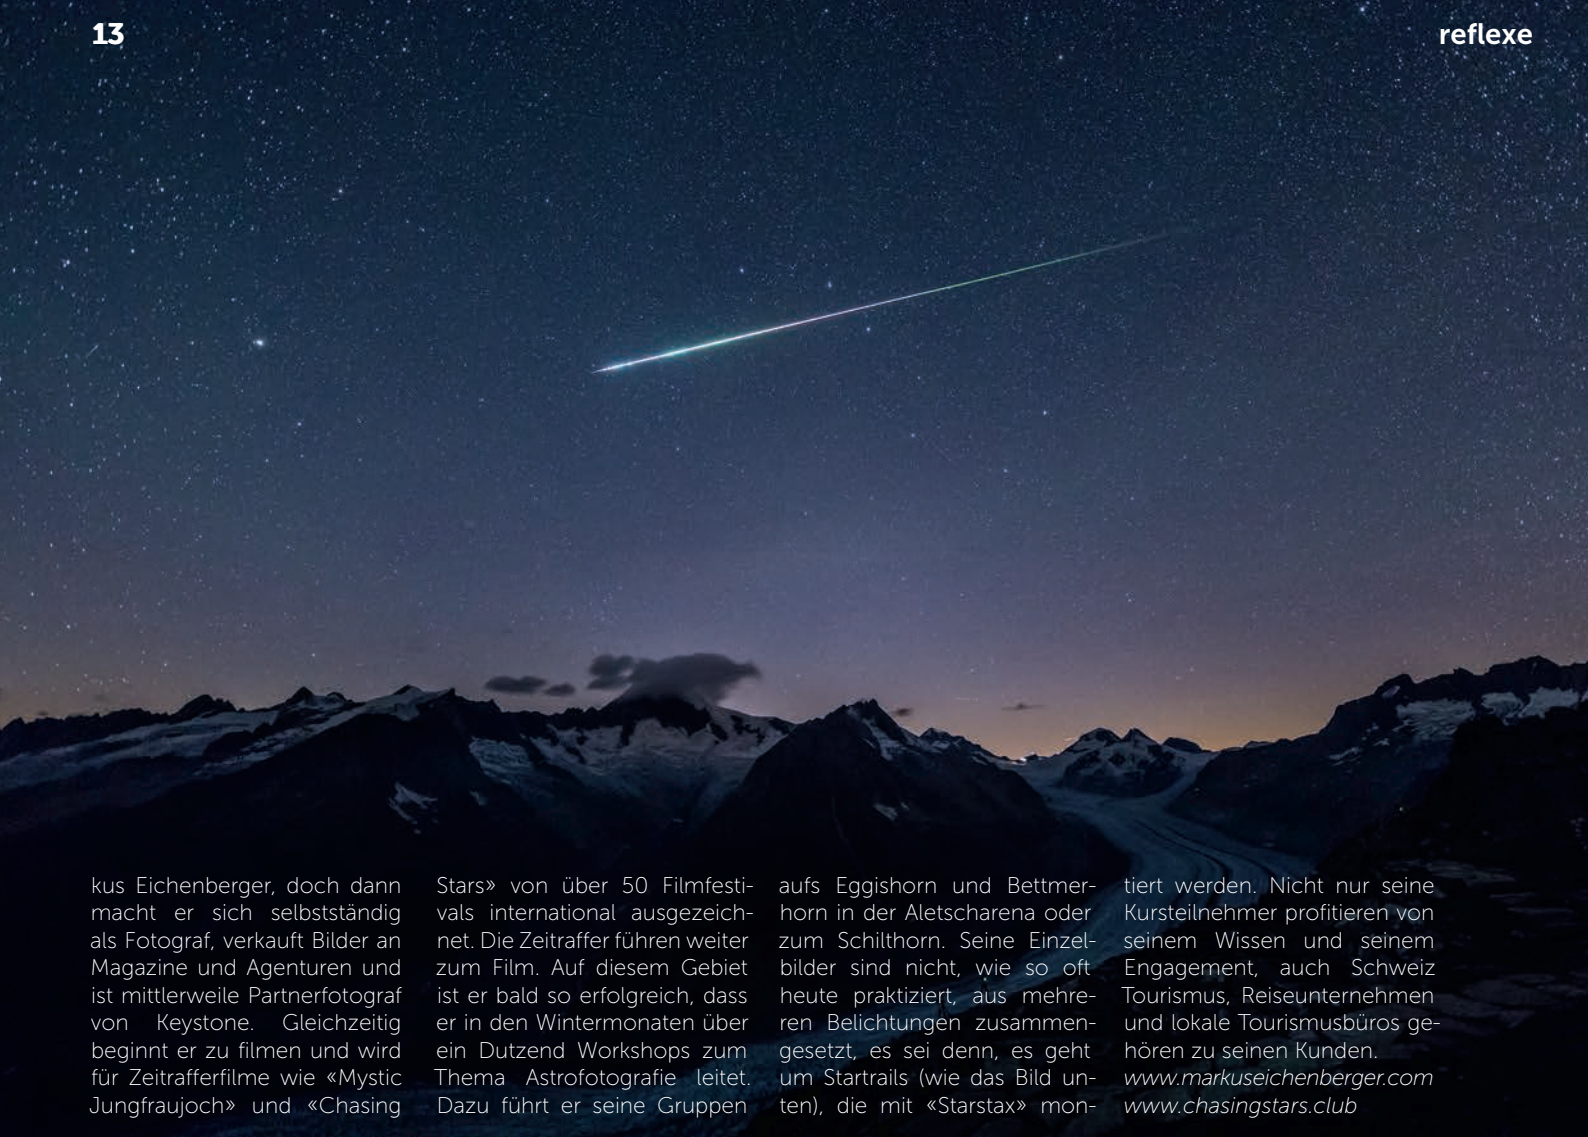 13
reflexe
kus Eichenberger, doch dann
macht er sich selbstständig
als Fotograf, verkauft Bilder an
Magazine und Agenturen und
ist mittlerweile Partnerfotograf
von Keystone. Gleichzeitig
beginnt er zu filmen und wird
für Zeitrafferfilme wie «Mystic
Jungfraujoch» und «Chasing
Stars» von über 50 Filmfesti-
vals international ausgezeich-
net. Die Zeitraffer führen weiter
zum Film. Auf diesem Gebiet
ist er bald so erfolgreich, dass
er in den Wintermonaten über
ein Dutzend Workshops zum
Thema Astrofotografie leitet.
Dazu führt er seine Gruppen
aufs Eggishorn und Bettmer-
horn in der Aletscharena oder
zum Schilthorn. Seine Einzel-
bilder sind nicht, wie so oft
heute praktiziert, aus mehre-
ren Belichtungen zusammen-
gesetzt, es sei denn, es geht
um Startrails (wie das Bild un-
ten), die mit «Starstax» mon-
tiert werden. Nicht nur seine
Kursteilnehmer profitieren von
seinem Wissen und seinem
Engagement, auch Schweiz
Tourismus, Reiseunternehmen
und lokale Tourismusbüros ge-
hören zu seinen Kunden.
www.markuseichenberger.com
www.chasingstars.club